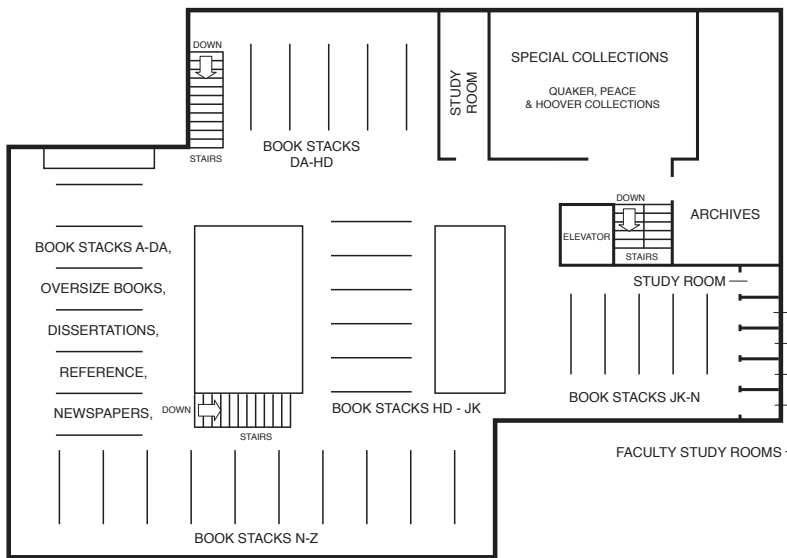 DOWN
STAIRS
BOOK STACKS
DA-HD
STUDY
ROOM
SPECIAL COLLECTIONS
QUAKER, PEACE
& HOOVER COLLECTIONS
DOWN
ELEVATOR
STAIRS
ARCHIVES
BOOK STACKS A-DA,
OVERSIZE BOOKS,
DISSERTATIONS,
REFERENCE,
NEWSPAPERS,
DOWN
STAIRS
BOOK STACKS HD - JK
STUDY ROOM
BOOK STACKS JK-N
FACULTY STUDY ROOMS
BOOK STACKS N-Z